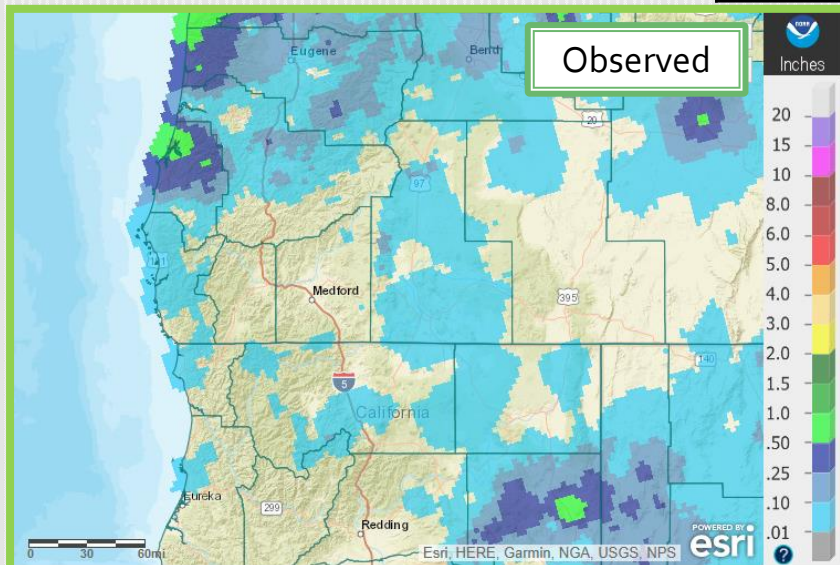 Observed
NOAA
Inches
20
15
10
8.0
6.0
5.0
4.0
3.0
2.0
1.5
1.0
.50
.25
.10
.01
?
Eugene
Bend
20
97
Medford
395
140
5
California
Eureka
299
Redding
0 30 60mi
Esri, HERE, Garmin, NGA, USGS, NPS
POWERED BY
esri